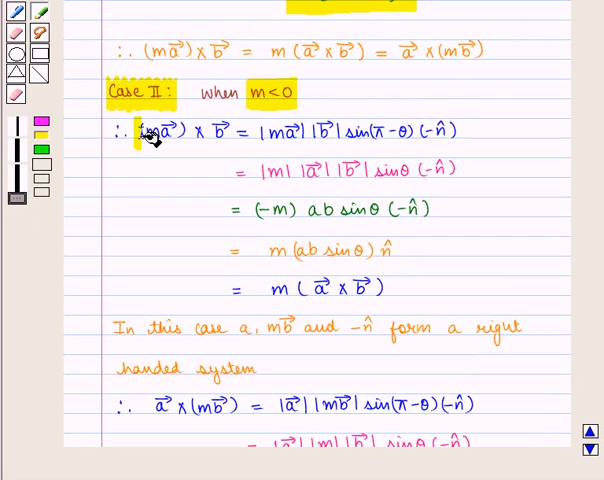 ∴ (ma⃗) × b⃗ = m (a⃗ × b⃗) = a⃗ × (mb⃗)
Case II: when m<0
∴ (ma⃗) × b⃗ = |ma⃗| |b⃗| sin(π-θ) (-n̂)
= |m| |a⃗| |b⃗| sinθ (-n̂)
= (-m) ab sinθ (-n̂)
= m (ab sinθ) n̂
= m ( a⃗ × b⃗ )
In this case a, mb⃗ and -n̂ form a right
handed system
∴ a⃗ × (mb⃗) = |a⃗| |mb⃗| sin(π-θ) (-n̂)
= |a⃗| |m| |b⃗| sinθ (-n̂)